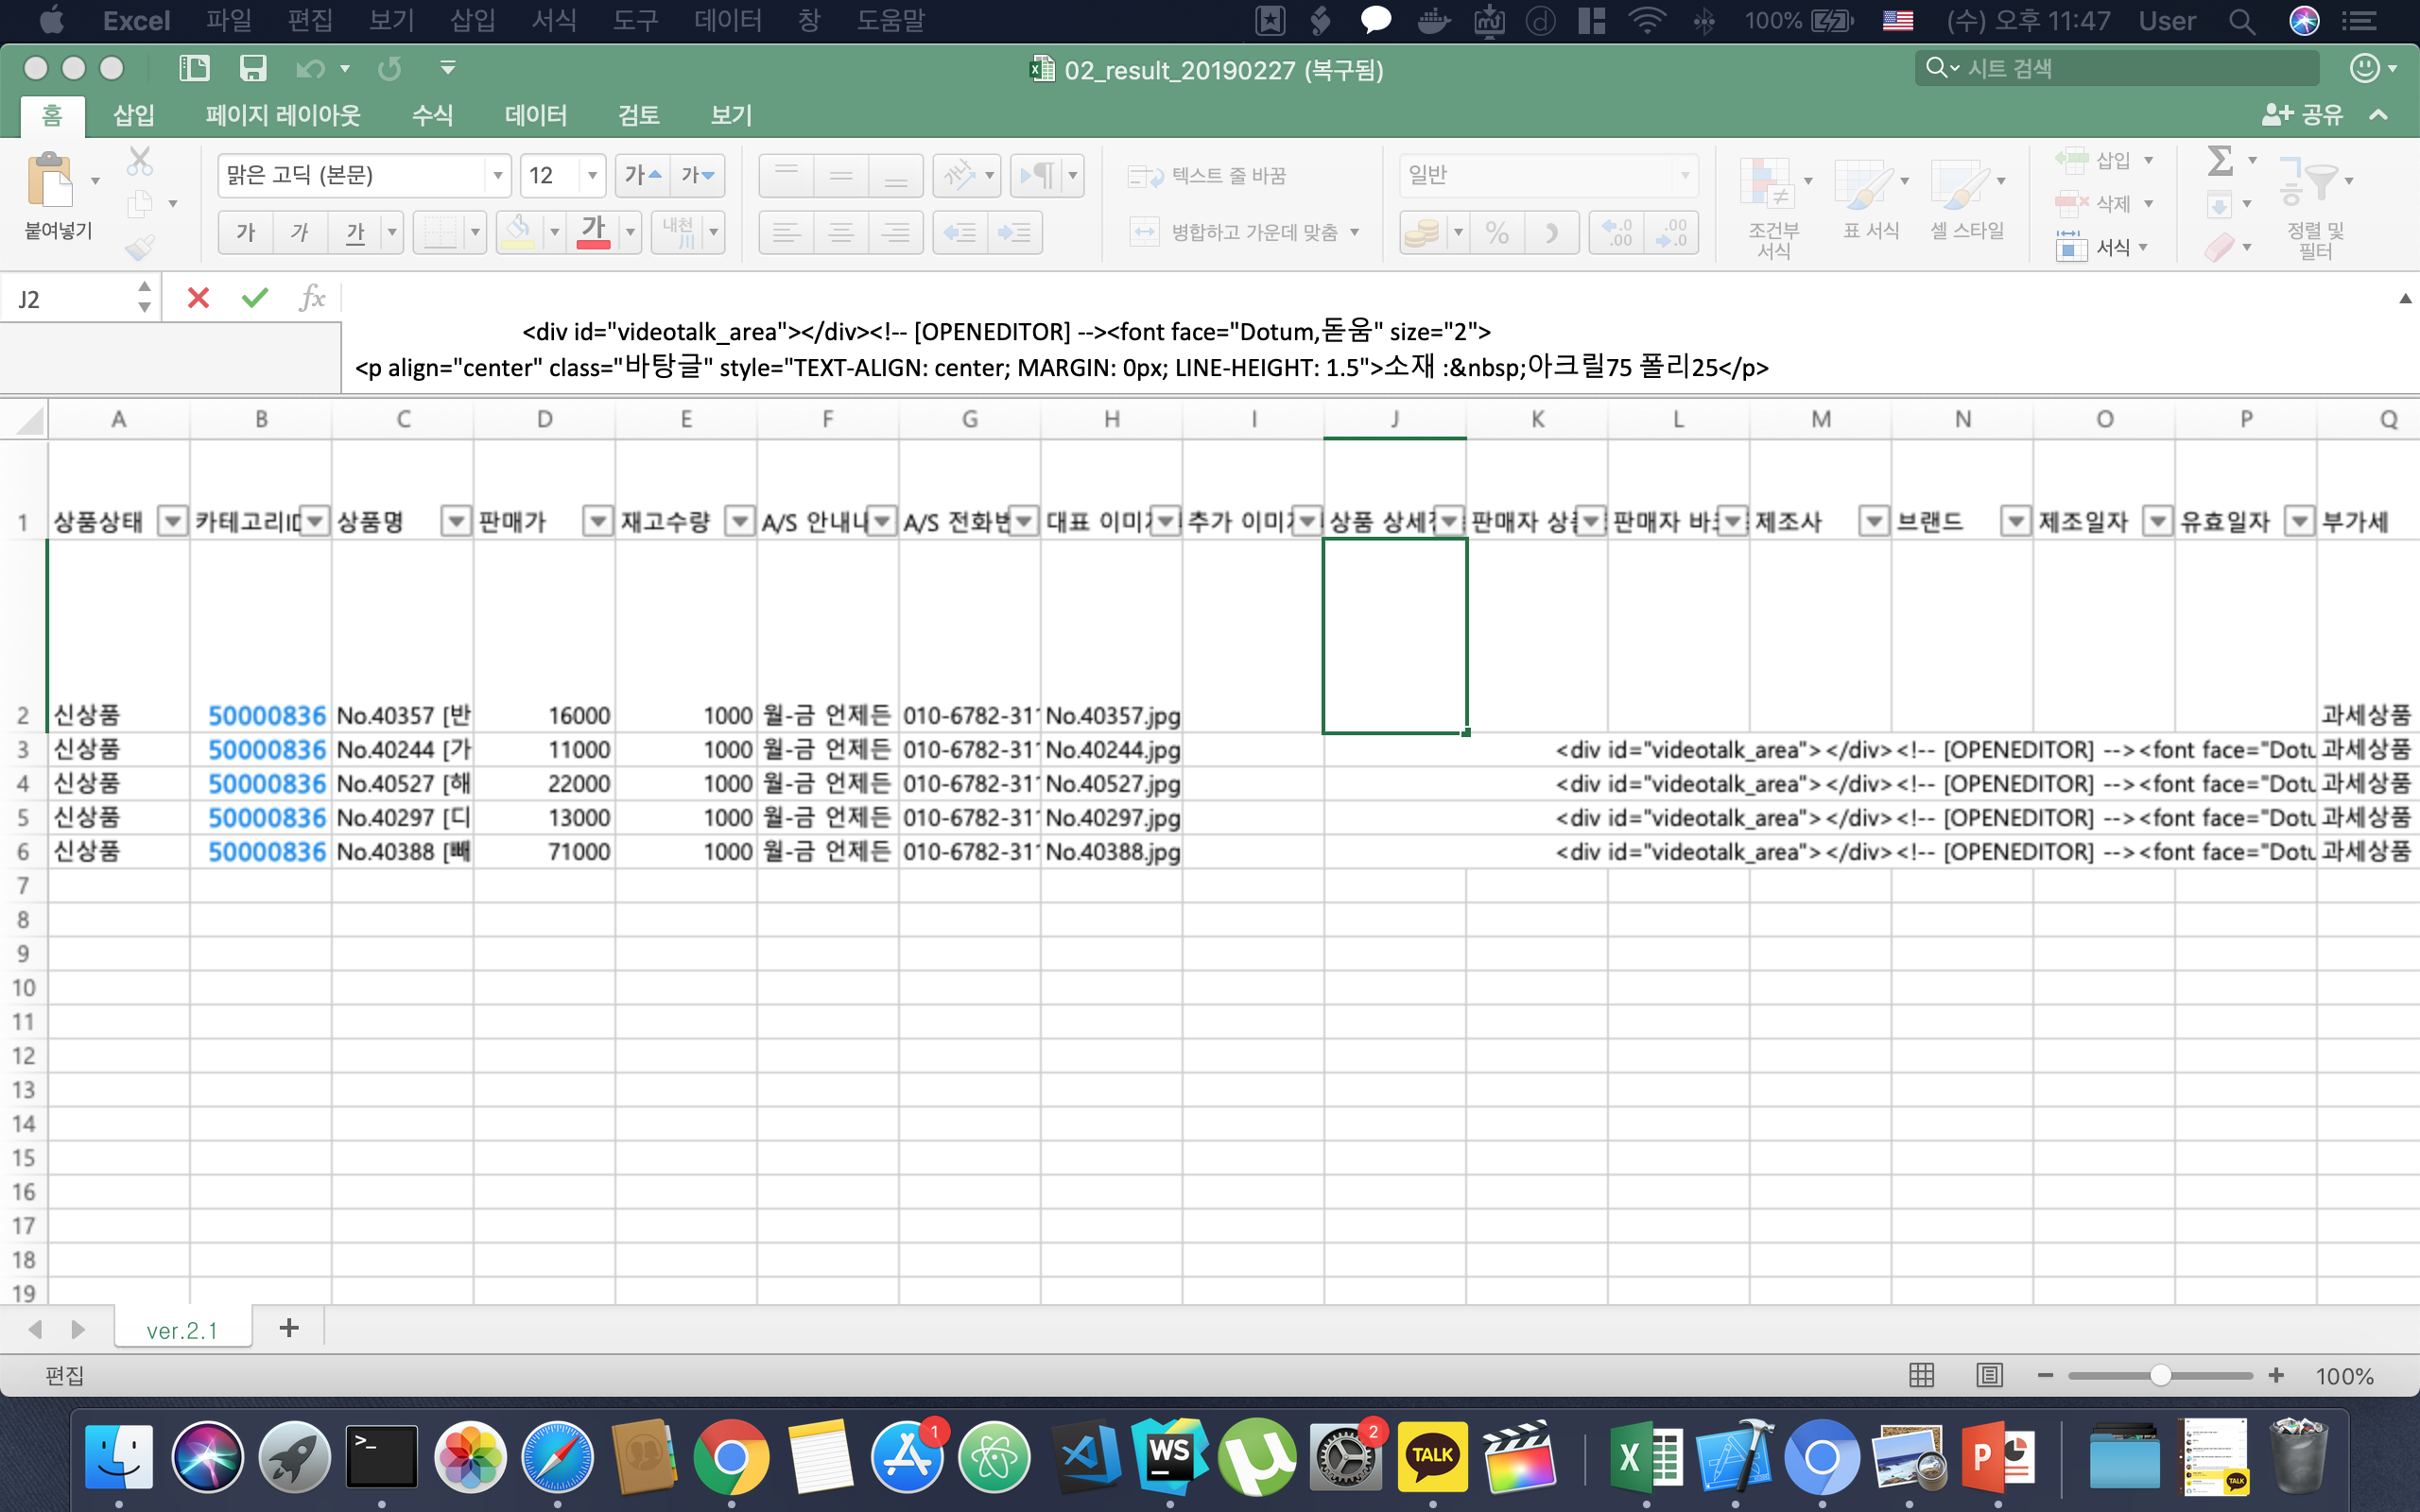 Excel 파일 편집 보기 삽입 서식 도구 데이터 창 도움말 100% (수) 오후 11:47 User
02_result_20190227 (복구됨) 시트 검색
홈 삽입 페이지 레이아웃 수식 데이터 검토 보기 공유
붙여넣기 맑은 고딕 (본문) 12 가 가 텍스트 줄 바꿈 일반 삽입
가 가 가 가 내천 병합하고 가운데 맞춤 % 조건부 서식 표 서식 셀 스타일 삭제 서식 정렬 및 필터
J2 fx
<div id="videotalk_area"></div><!-- [OPENEDITOR] --><font face="Dotum,돋움" size="2">
<p align="center" class="바탕글" style="TEXT-ALIGN: center; MARGIN: 0px; LINE-HEIGHT: 1.5">소재 :&nbsp;아크릴75 폴리25</p>
A B C D E F G H I J K L M N O P Q
1 상품상태 카테고리ID 상품명 판매가 재고수량 A/S 안내 A/S 전화번 대표 이미지 추가 이미지 상품 상세 판매자 상품 판매자 바 제조사 브랜드 제조일자 유효일자 부가세
2 신상품 50000836 No.40357 [반 16000 1000 월-금 언제든 010-6782-31 No.40357.jpg 과세상품
3 신상품 50000836 No.40244 [가 11000 1000 월-금 언제든 010-6782-31 No.40244.jpg <div id="videotalk_area"></div><!-- [OPENEDITOR] --><font face="Dotu 과세상품
4 신상품 50000836 No.40527 [해 22000 1000 월-금 언제든 010-6782-31 No.40527.jpg <div id="videotalk_area"></div><!-- [OPENEDITOR] --><font face="Dotu 과세상품
5 신상품 50000836 No.40297 [디 13000 1000 월-금 언제든 010-6782-31 No.40297.jpg <div id="videotalk_area"></div><!-- [OPENEDITOR] --><font face="Dotu 과세상품
6 신상품 50000836 No.40388 [빼 71000 1000 월-금 언제든 010-6782-31 No.40388.jpg <div id="videotalk_area"></div><!-- [OPENEDITOR] --><font face="Dotu 과세상품
7
8
9
10
11
12
13
14
15
16
17
18
19
ver.2.1
편집 100%
1 WS 2 TALK X P TALK